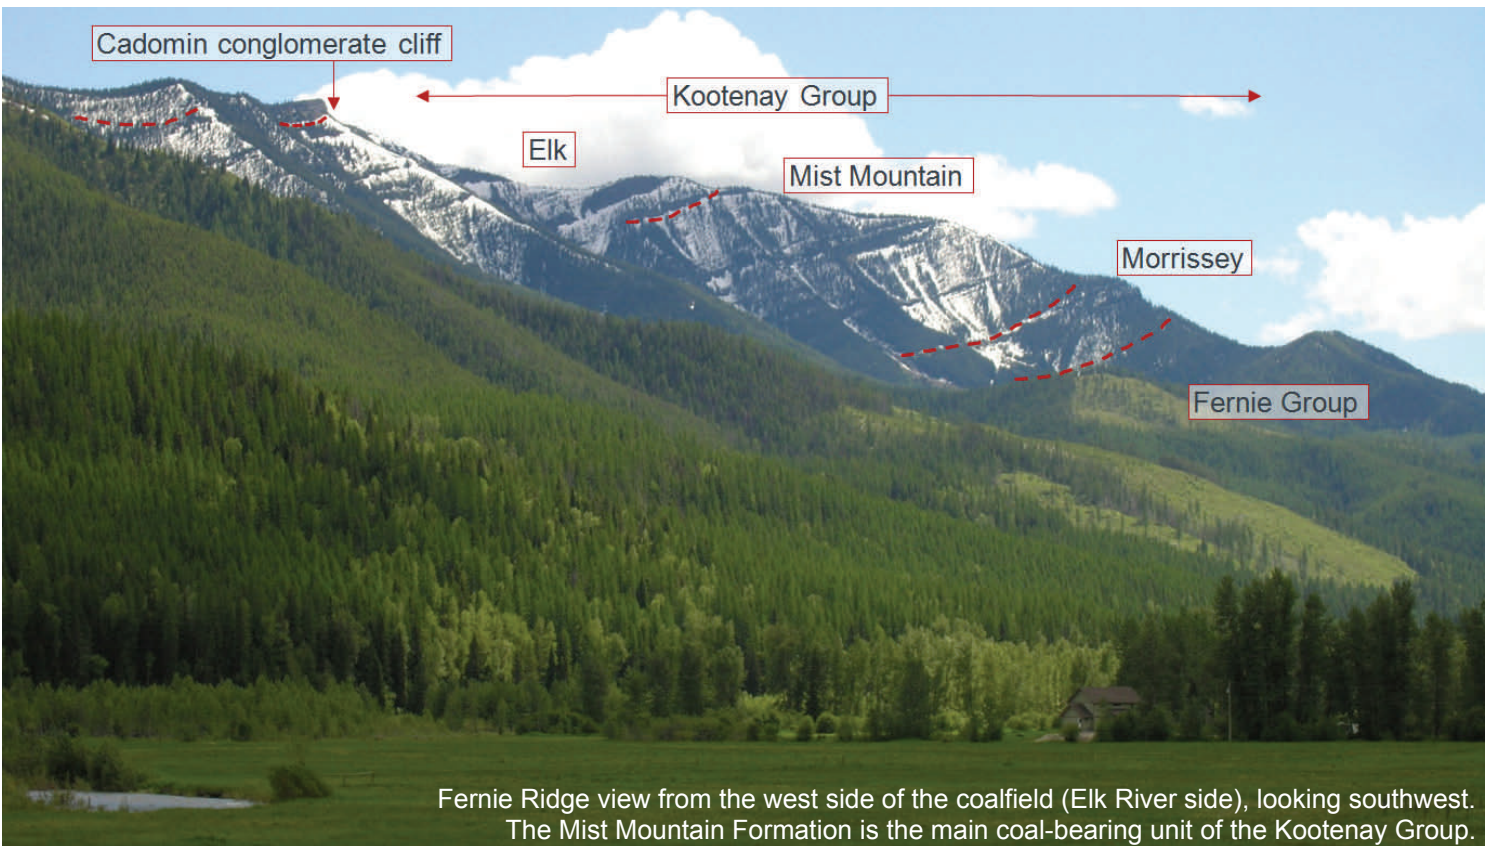 Cadomin conglomerate cliff
Kootenay Group
Elk
Mist Mountain
Morrissey
Fernie Group
Fernie Ridge view from the west side of the coalfield (Elk River side), looking southwest.
The Mist Mountain Formation is the main coal-bearing unit of the Kootenay Group.